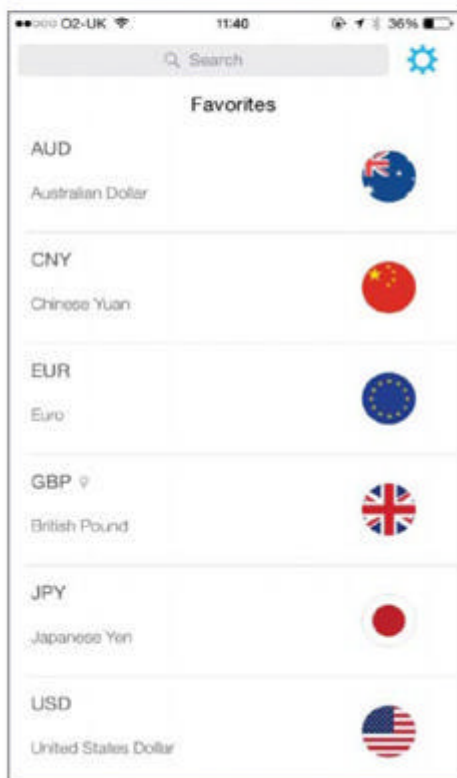 O2-UK 11:40 36%
Search
Favorites
AUD
Australian Dollar
CNY
Chinese Yuan
EUR
Euro
GBP
British Pound
JPY
Japanese Yen
USD
United States Dollar